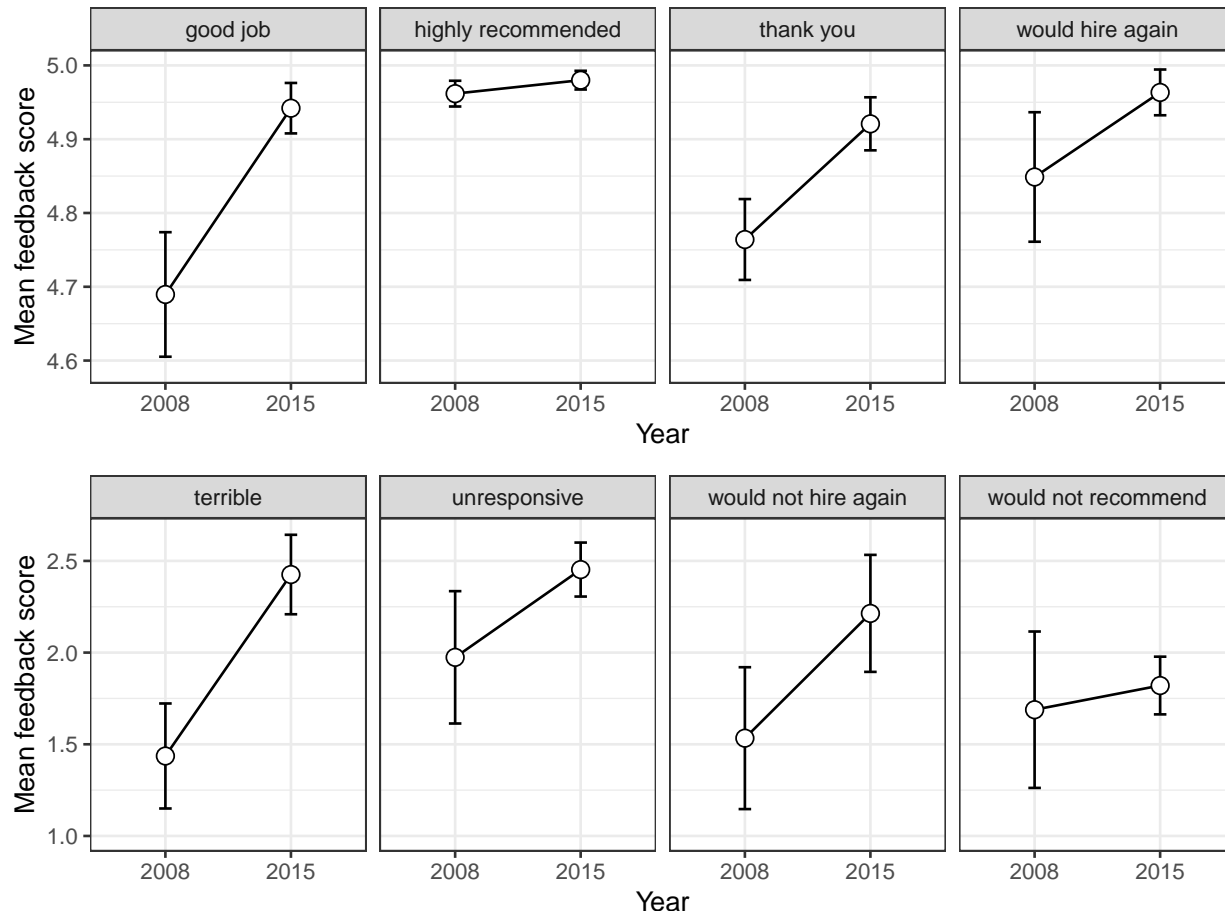 good job highly recommended thank you would hire again
5.0
4.9
4.8
4.7
4.6
Mean feedback score
2008 2015 2008 2015 2008 2015 2008 2015
Year
terrible unresponsive would not hire again would not recommend
2.5
2.0
1.5
1.0
Mean feedback score
2008 2015 2008 2015 2008 2015 2008 2015
Year